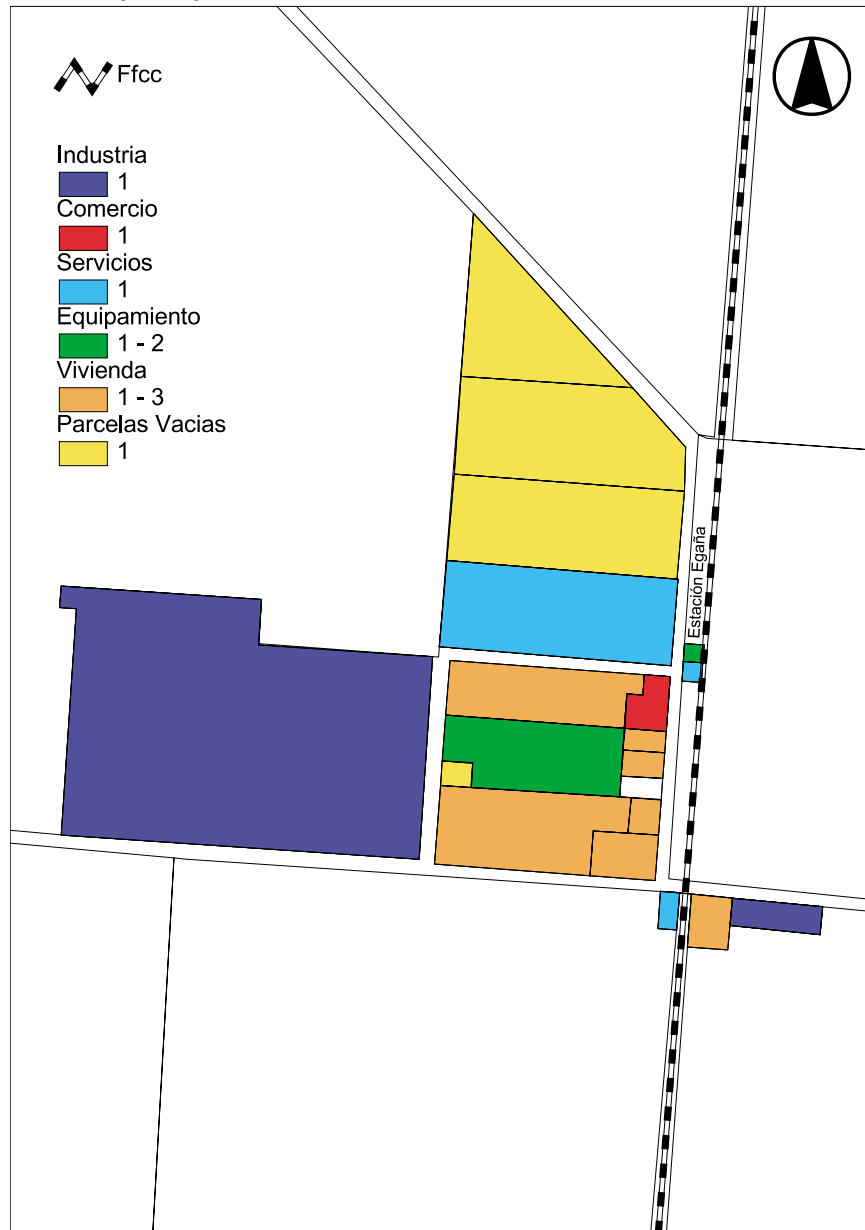 Ffcc
Industria
1
Comercio
1
Servicios
1
Equipamiento
1 - 2
Vivienda
1 - 3
Parcelas Vacias
1
Estación Egaña